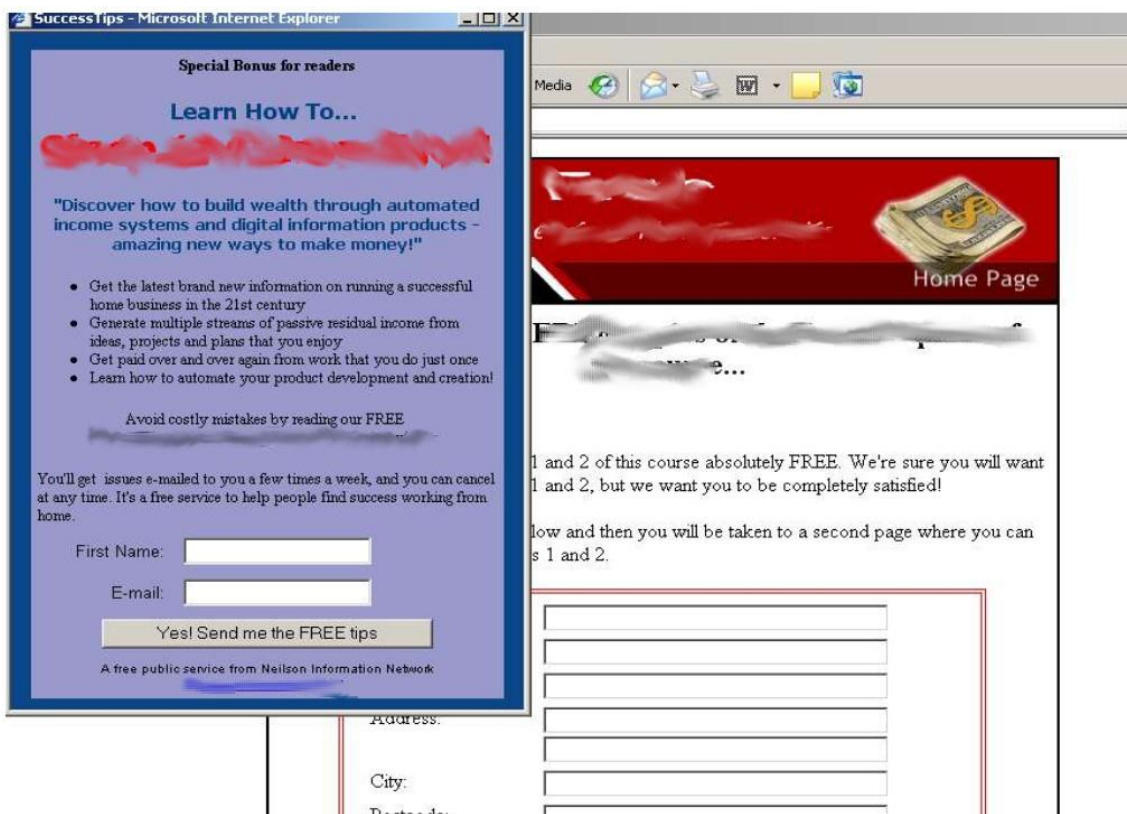 SuccessTips - Microsoft Internet Explorer
Special Bonus for readers
Learn How To...
"Discover how to build wealth through automated
income systems and digital information products -
amazing new ways to make money!"
Get the latest brand new information on running a successful
home business in the 21st century
Generate multiple streams of passive residual income from
ideas, projects and plans that you enjoy
Get paid over and over again from work that you do just once
Learn how to automate your product development and creation!
Avoid costly mistakes by reading our FREE
You'll get issues e-mailed to you a few times a week, and you can cancel
at any time. It's a free service to help people find success working from
home.
First Name:
E-mail:
Yes! Send me the FREE tips
A free public service from Neilson Information Network
Media
Home Page
1 and 2 of this course absolutely FREE. We're sure you will want
1 and 2, but we want you to be completely satisfied!
low and then you will be taken to a second page where you can
s 1 and 2.
Address:
City: